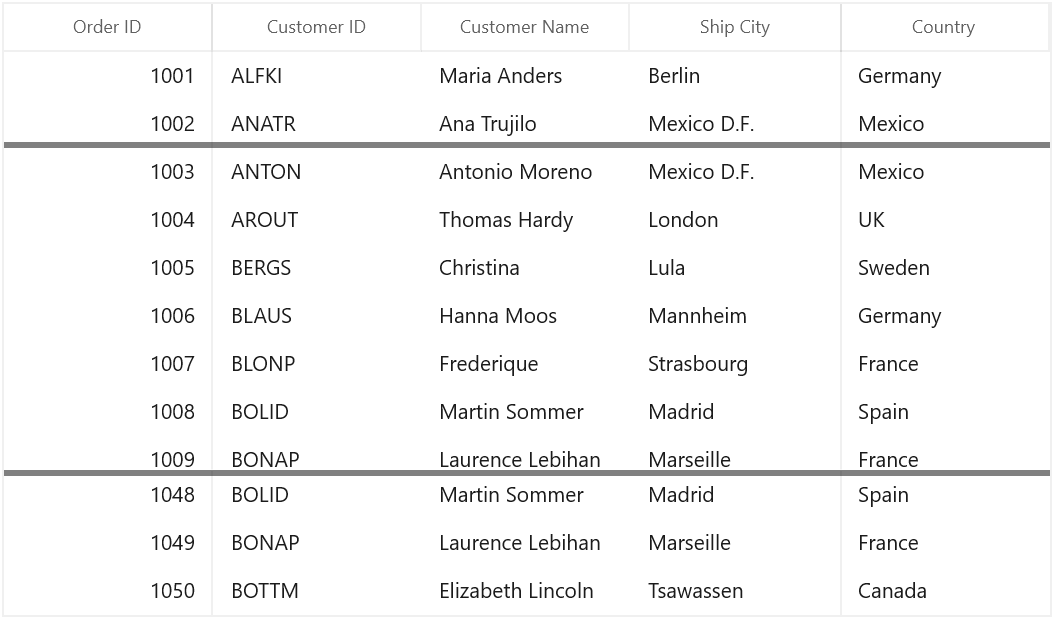 Order ID Customer ID Customer Name Ship City Country
1001 ALFKI Maria Anders Berlin Germany
1002 ANATR Ana Trujilo Mexico D.F. Mexico
1003 ANTON Antonio Moreno Mexico D.F. Mexico
1004 AROUT Thomas Hardy London UK
1005 BERGS Christina Lula Sweden
1006 BLAUS Hanna Moos Mannheim Germany
1007 BLONP Frederique Strasbourg France
1008 BOLID Martin Sommer Madrid Spain
1009 BONAP Laurence Lebihan Marseille France
1048 BOLID Martin Sommer Madrid Spain
1049 BONAP Laurence Lebihan Marseille France
1050 BOTTM Elizabeth Lincoln Tsawassen Canada